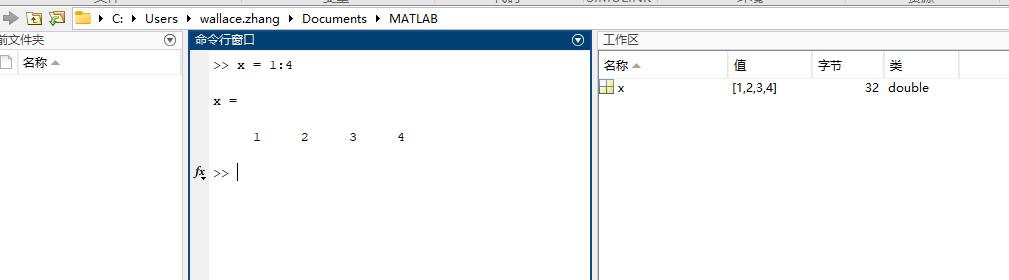 C: Users wallace.zhang Documents MATLAB
前文件夹
名称
命令行窗口
>> x = 1:4
x =
1 2 3 4
fx >>
工作区
名称 值 字节 类
x [1,2,3,4] 32 double